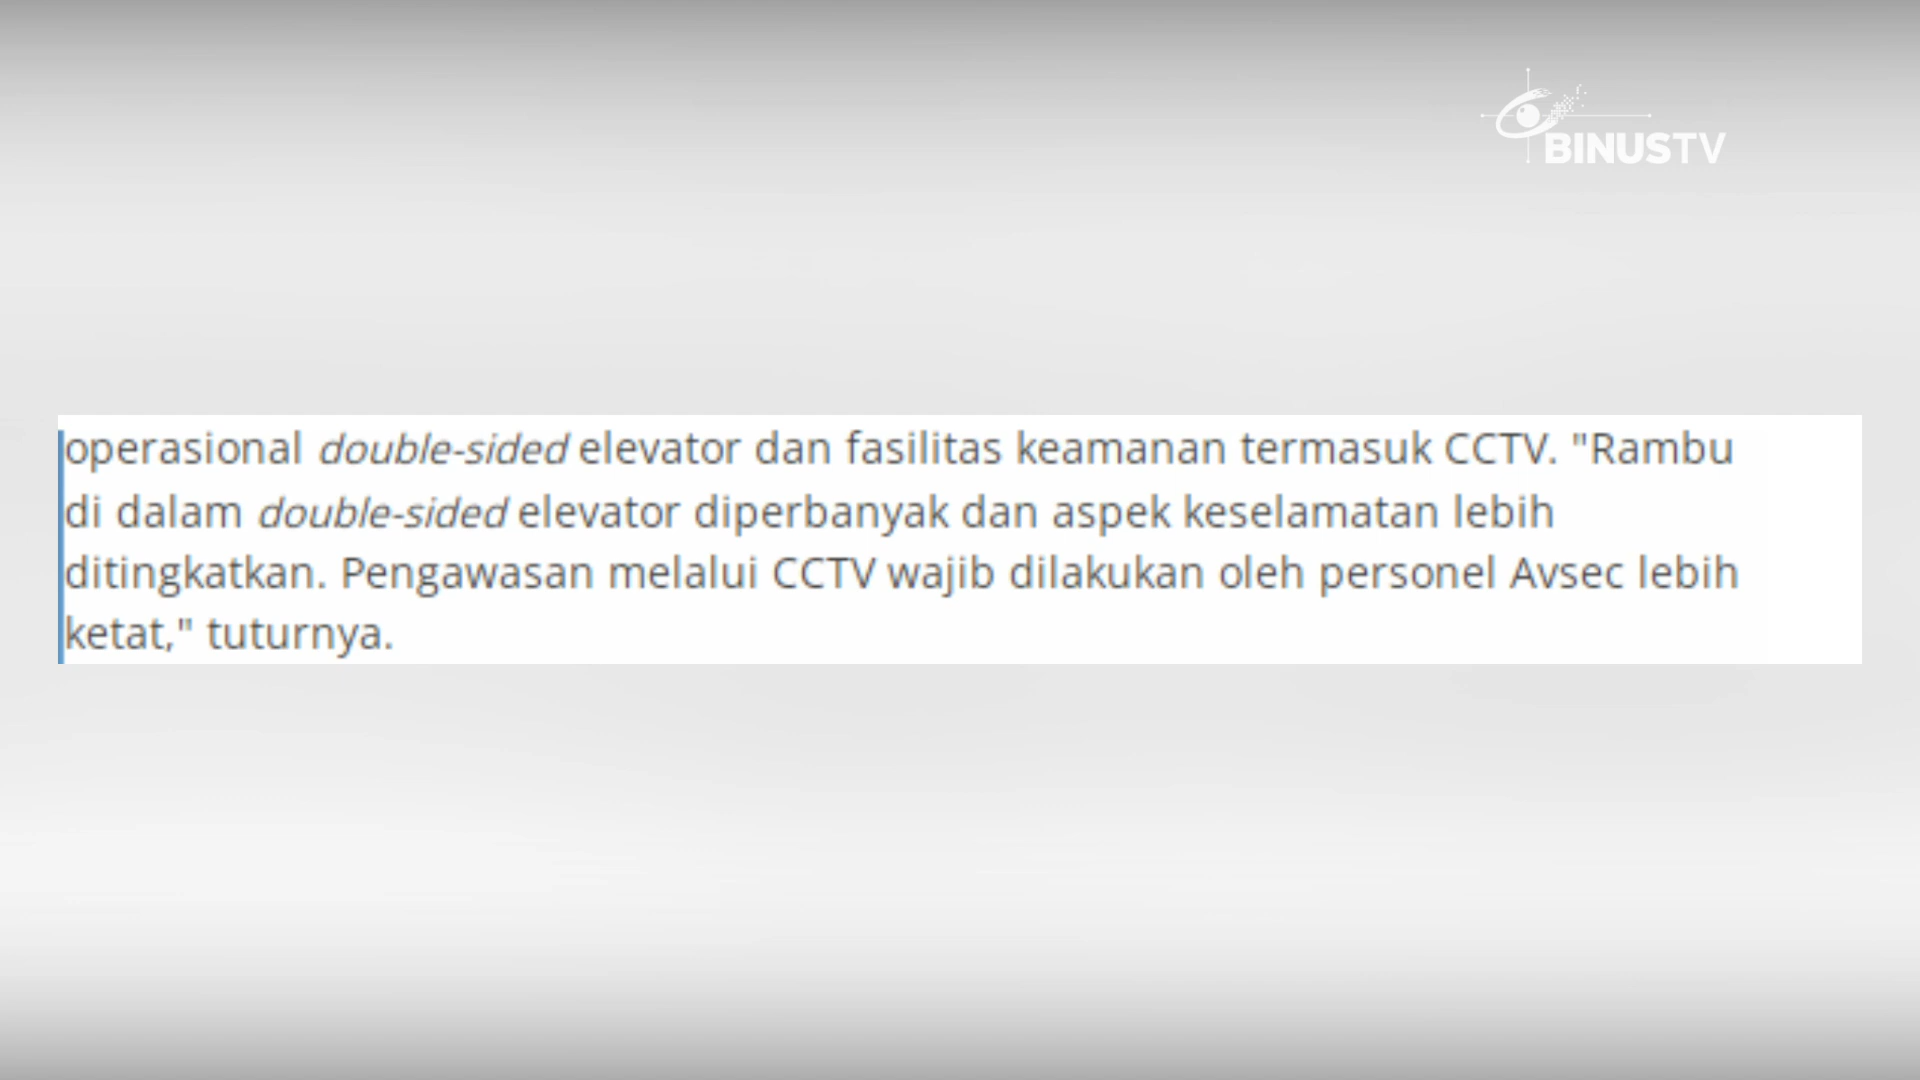 BINUSTV
operasional double-sided elevator dan fasilitas keamanan termasuk CCTV. "Rambu
di dalam double-sided elevator diperbanyak dan aspek keselamatan lebih
ditingkatkan. Pengawasan melalui CCTV wajib dilakukan oleh personel Avsec lebih
ketat," tuturnya.